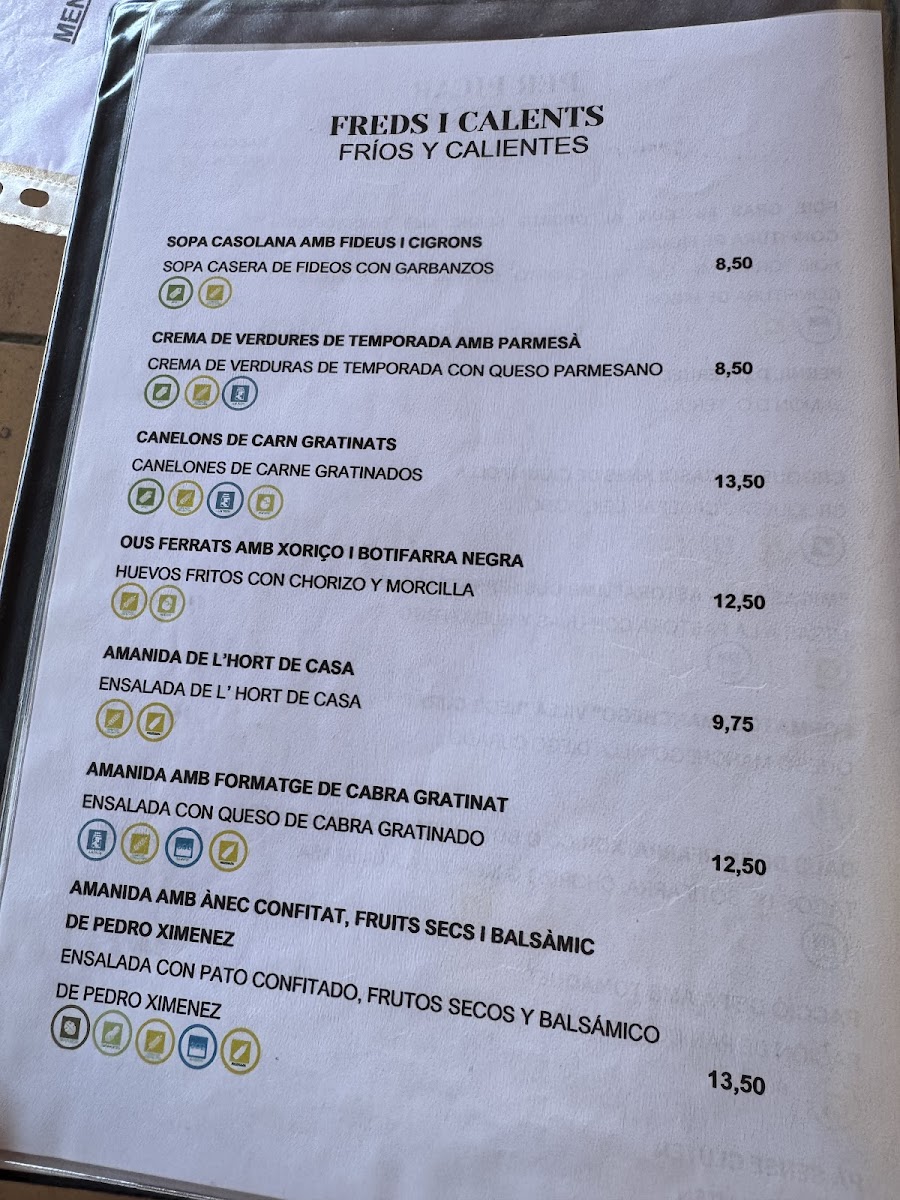 MEN
FREDS I CALENTS
FRÍOS Y CALIENTES
SOPA CASOLANA AMB FIDEUS I CIGRONS
SOPA CASERA DE FIDEOS CON GARBANZOS
8,50
CREMA DE VERDURES DE TEMPORADA AMB PARMESÀ
CREMA DE VERDURAS DE TEMPORADA CON QUESO PARMESANO
8,50
CANELONS DE CARN GRATINATS
CANELONES DE CARNE GRATINADOS
13,50
OUS FERRATS AMB XORIÇO I BOTIFARRA NEGRA
HUEVOS FRITOS CON CHORIZO Y MORCILLA
12,50
AMANIDA DE L'HORT DE CASA
ENSALADA DE L' HORT DE CASA
9,75
AMANIDA AMB FORMATGE DE CABRA GRATINAT
ENSALADA CON QUESO DE CABRA GRATINADO
12,50
AMANIDA AMB ÀNEC CONFITAT, FRUITS SECS I BALSÀMIC
DE PEDRO XIMENEZ
ENSALADA CON PATO CONFITADO, FRUTOS SECOS Y BALSÁMICO
DE PEDRO XIMENEZ
13,50